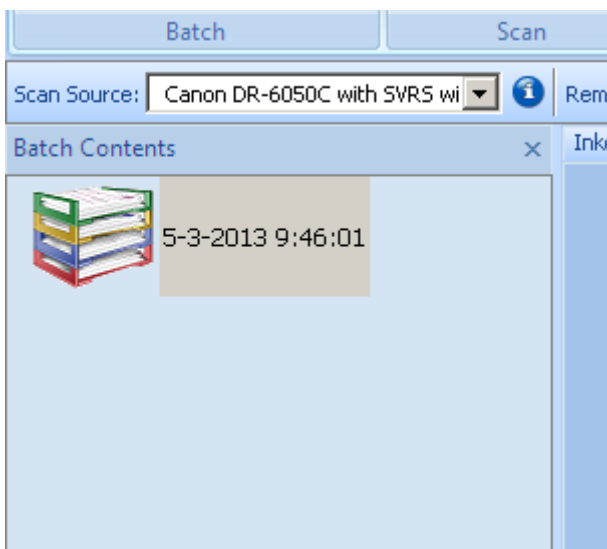 Batch Scan
Scan Source: Canon DR-6050C with SVRS wi Rem
Batch Contents Ink
5-3-2013 9:46:01